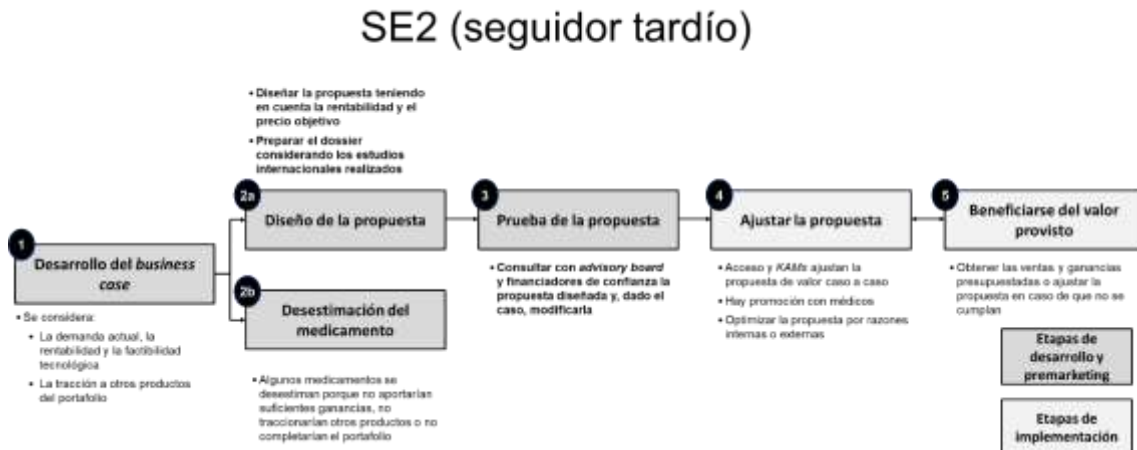 SE2 (seguidor tardío)
• Diseñar la propuesta teniendo
en cuenta la rentabilidad y el
precio objetivo
• Preparar el dossier
considerando los estudios
internacionales realizados
1
Desarrollo del business
case
• Se considera:
• La demanda actual, la
rentabilidad y la factibilidad
tecnológica
• La tracción a otros productos
del portafolio
2a
Diseño de la propuesta
2b
Desestimación del
medicamento
• Algunos medicamentos se
desestiman porque no aportarían
suficientes ganancias, no
traccionarían otros productos o no
completarían el portafolio
3
Prueba de la propuesta
• Consultar con advisory board
y financiadores de confianza la
propuesta diseñada y, dado el
caso, modificarla
4
Ajustar la propuesta
• Acceso y KAMs ajustan la
propuesta de valor caso a caso
• Hay promoción con médicos
• Optimizar la propuesta por razones
internas o externas
5
Beneficiarse del valor
provisto
• Obtener las ventas y ganancias
presupuestadas o ajustar la
propuesta en caso de que no se
cumplan
Etapas de
desarrollo y
premarketing
Etapas de
implementación